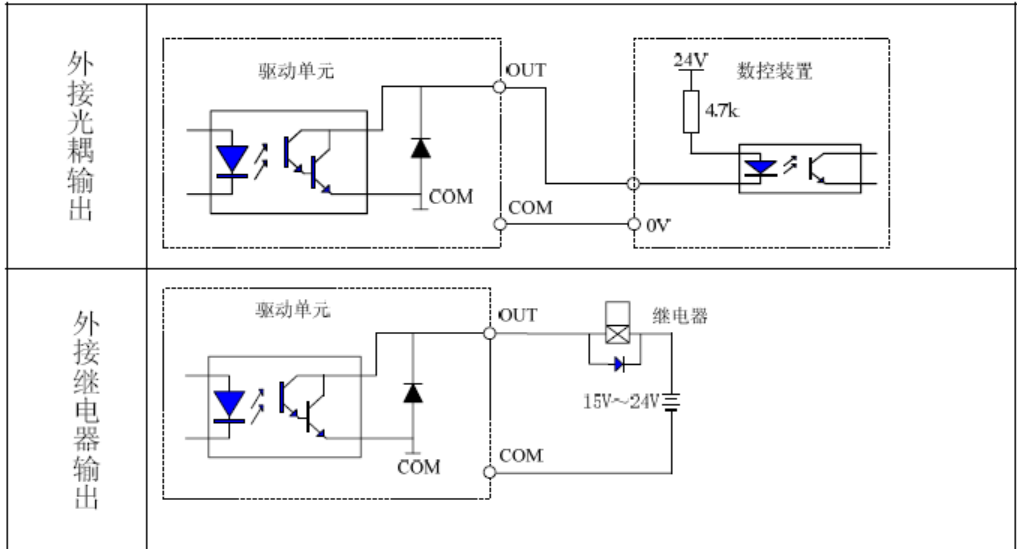 外接光耦输出
驱动单元
OUT
COM
COM
24V
数控装置
4.7k
0V
外接继电器输出
驱动单元
OUT
继电器
15V～24V
COM
COM